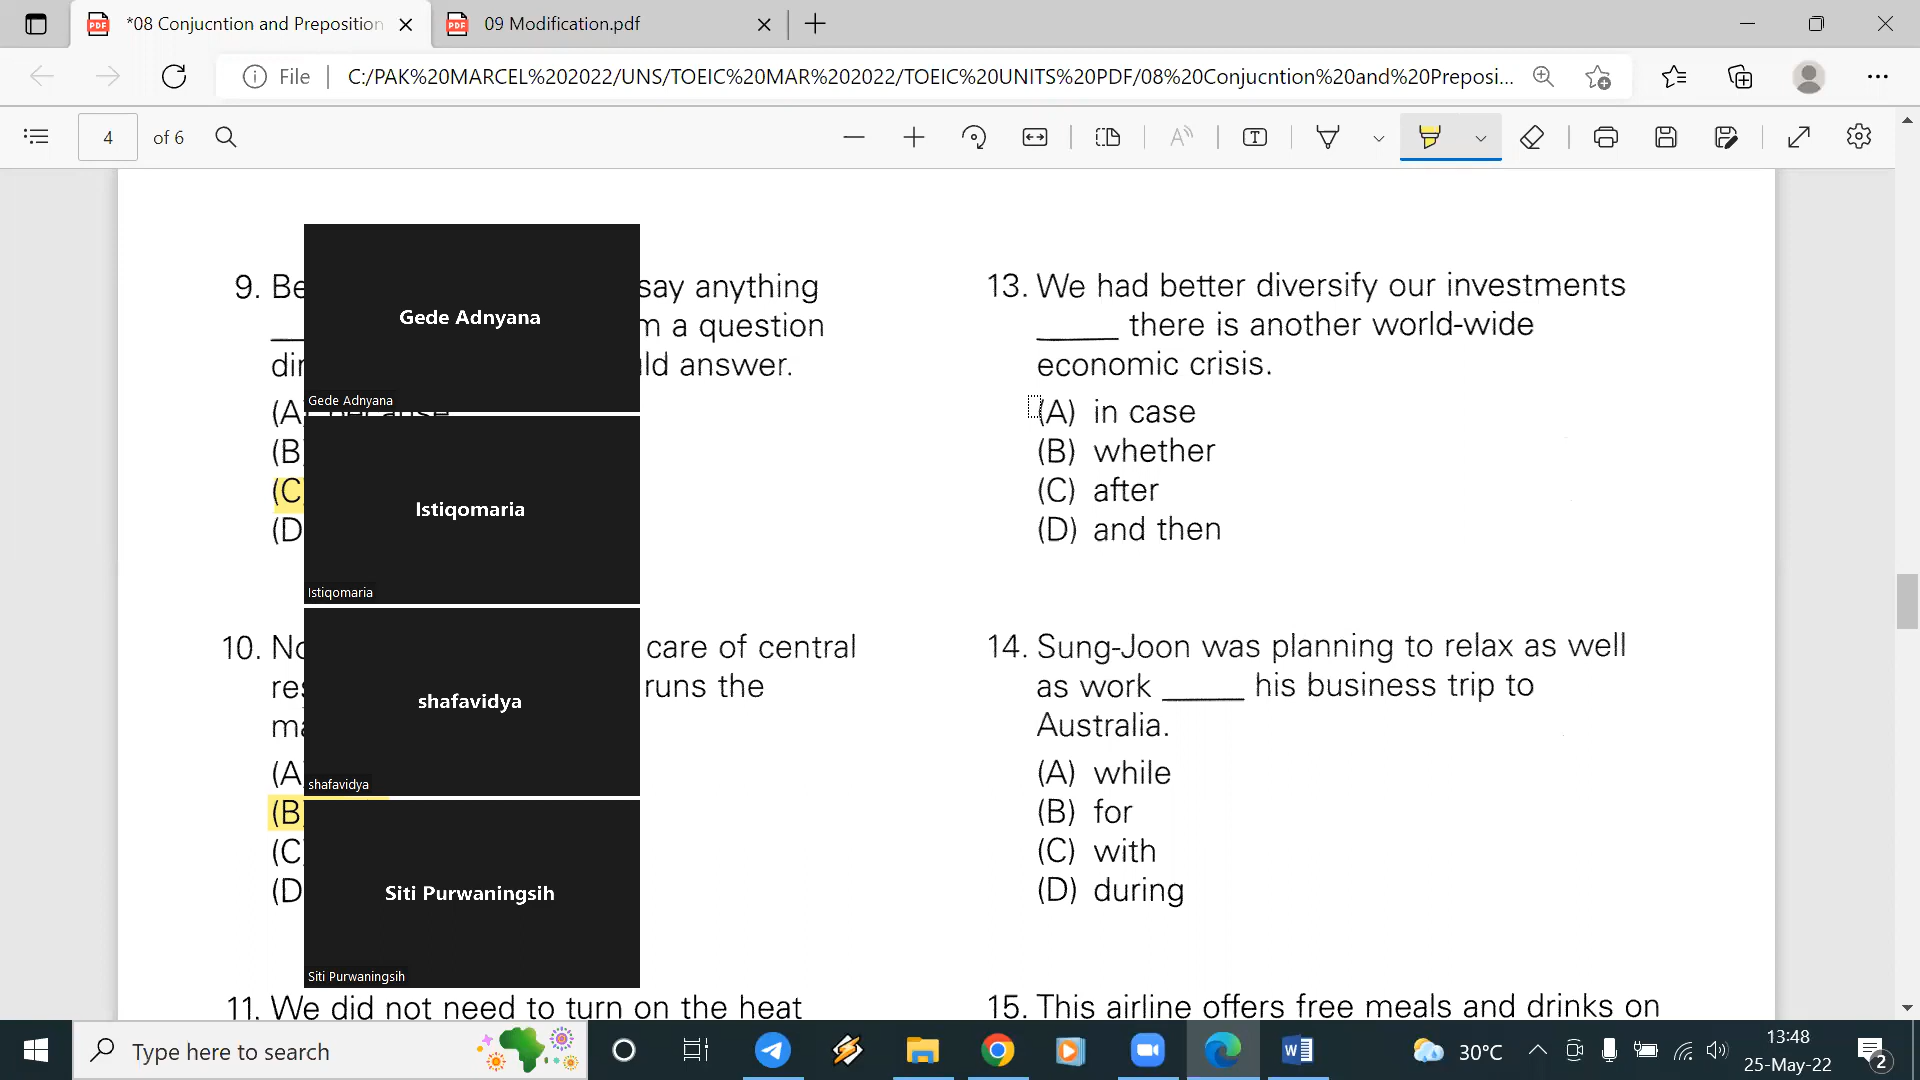 *08 Conjucntion and Preposition
09 Modification.pdf
File
C:/PAK%20MARCEL%202022/UNS/TOEIC%20MAR%202022/TOEIC%20UNITS%20PDF/08%20Conjucntion%20and%20Preposi...
4
of 6
9. Be
say anything
m a question
dir
ld answer.
(A)
(B)
(C
(D
Gede Adnyana
Gede Adnyana
Istiqomaria
Istiqomaria
shafavidya
shafavidya
Siti Purwaningsih
Siti Purwaningsih
10. No
care of central
res
runs the
ma
(A
(B
(C
(D
11. We did not need to turn on the heat
13. We had better diversify our investments
_____ there is another world-wide
economic crisis.
(A) in case
(B) whether
(C) after
(D) and then
14. Sung-Joon was planning to relax as well
as work _____ his business trip to
Australia.
(A) while
(B) for
(C) with
(D) during
15. This airline offers free meals and drinks on
Type here to search
30°C
13:48
25-May-22
2